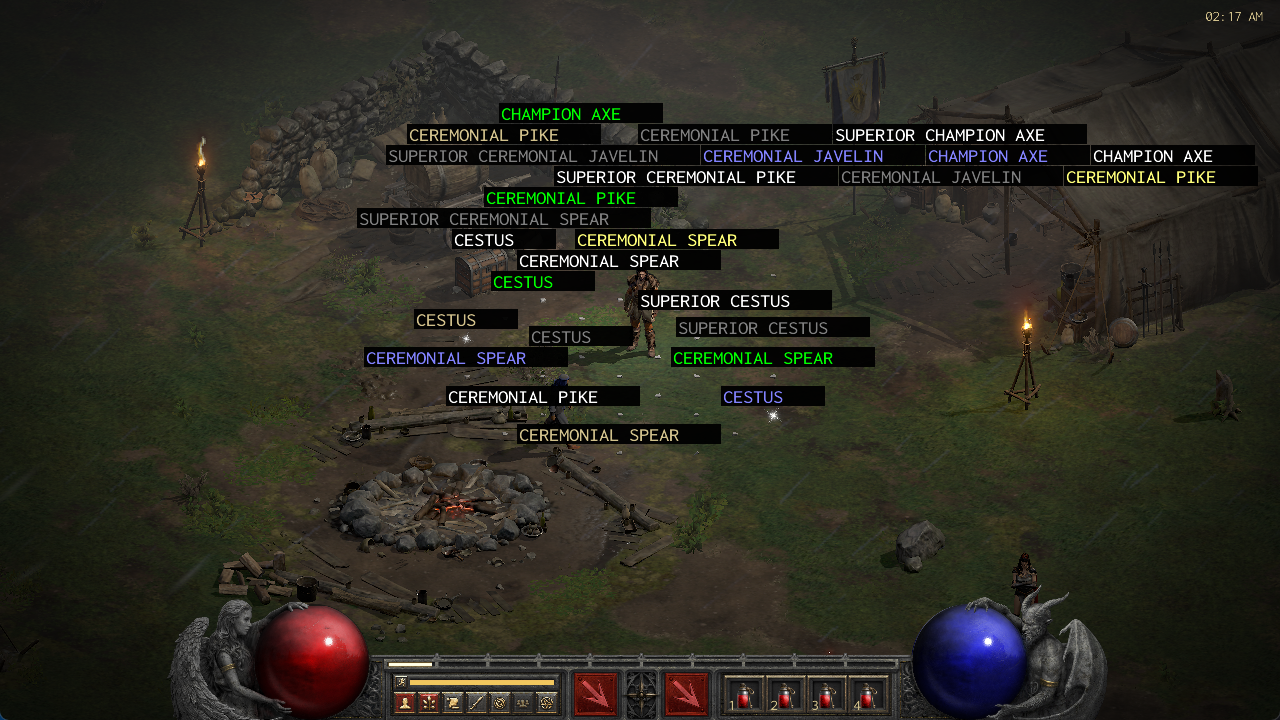 02:17 AM
CHAMPION AXE
CEREMONIAL PIKE CEREMONIAL PIKE SUPERIOR CHAMPION AXE
SUPERIOR CEREMONIAL JAVELIN CEREMONIAL JAVELIN CHAMPION AXE CHAMPION AXE
SUPERIOR CEREMONIAL PIKE CEREMONIAL JAVELIN CEREMONIAL PIKE
CEREMONIAL PIKE
SUPERIOR CEREMONIAL SPEAR
CESTUS CEREMONIAL SPEAR
CEREMONIAL SPEAR
CESTUS
SUPERIOR CESTUS
CESTUS
SUPERIOR CESTUS
CESTUS
CEREMONIAL SPEAR CEREMONIAL SPEAR
CEREMONIAL PIKE CESTUS
CEREMONIAL SPEAR
1 2 3 4